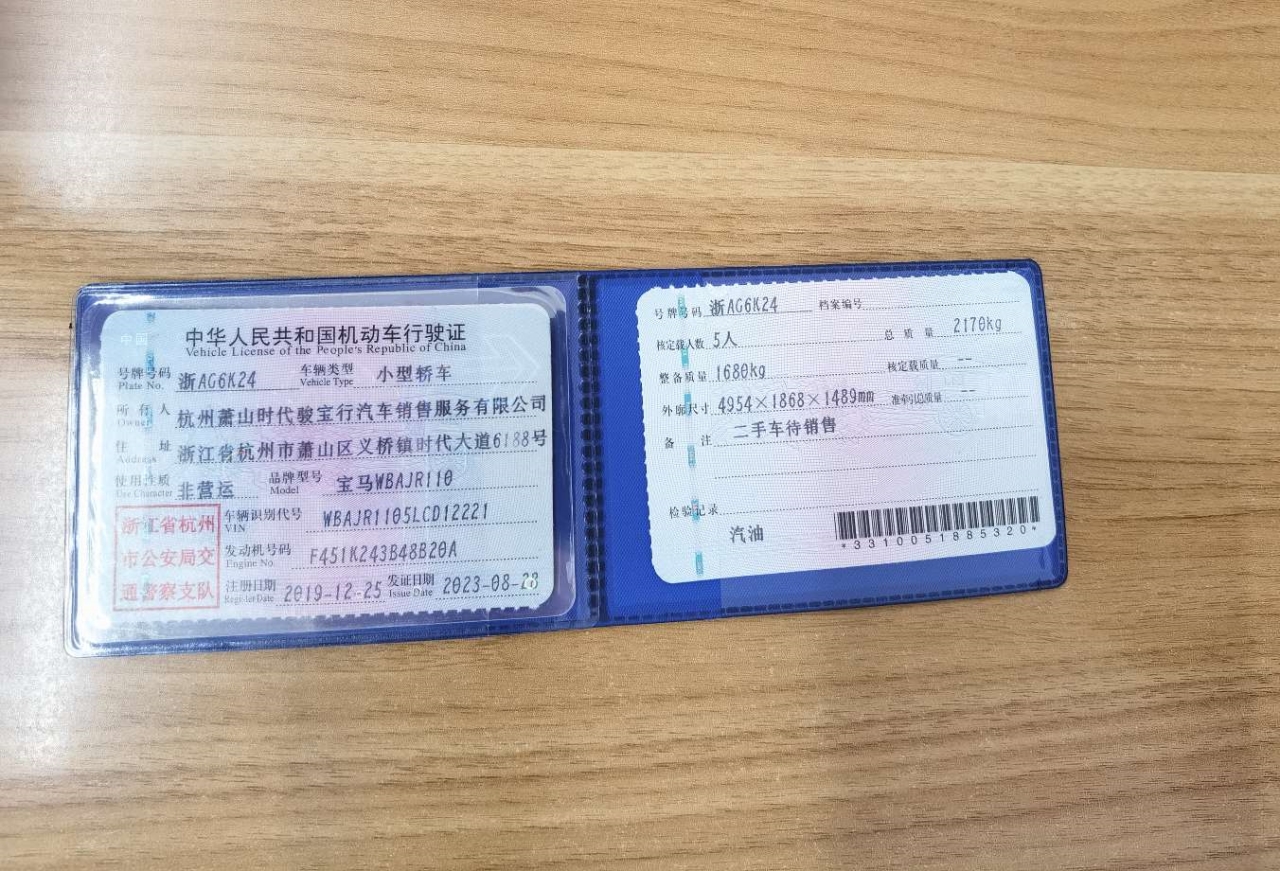 中华人民共和国机动车行驶证
Vehicle License of the People's Republic of China
号牌号码 浙AG6K24 车辆类型 小型轿车
Plate No. Vehicle Type
所有人 杭州萧山时代骏宝行汽车销售服务有限公司
Owner
住址 浙江省杭州市萧山区义桥镇时代大道6188号
Address
使用性质 非营运 品牌型号 宝马WBAJR110
Use Character Model
浙江省杭州
市公安局交
通警察支队
车辆识别代号 WBAJR1105LCD12221
VIN
发动机号码 F451K243B48B20A
Engine No.
注册日期 2019-12-25 发证日期 2023-08-28
Register Date Issue Date
号牌号码 浙AG6K24 档案编号
核定载人数 5人 总质量 2170kg
整备质量 1680kg 核定载质量 --
外廓尺寸 4954×1868×1489mm 准牵引总质量 --
备注 二手车待销售
检验记录
汽油
*3310051885320*